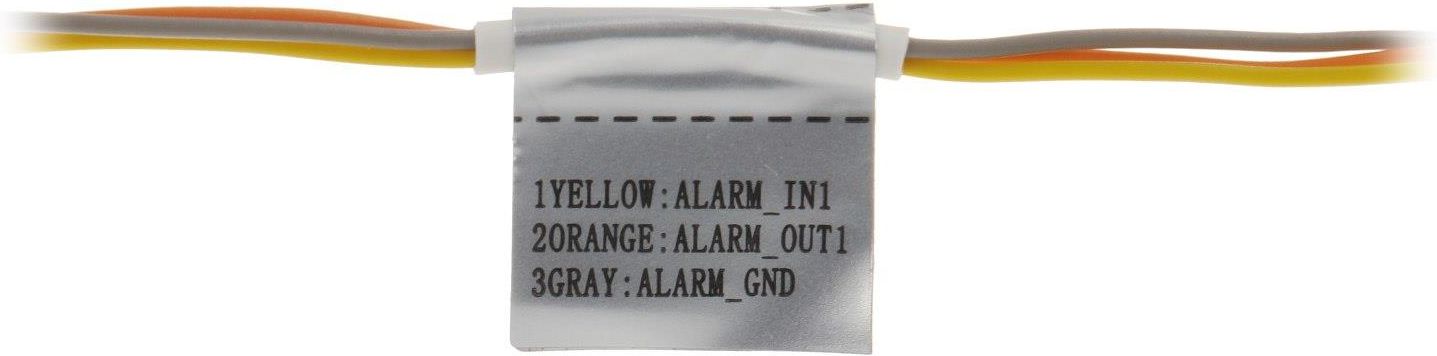 1YELLOW:ALARM_IN1
2ORANGE:ALARM_OUT1
3GRAY:ALARM_GND